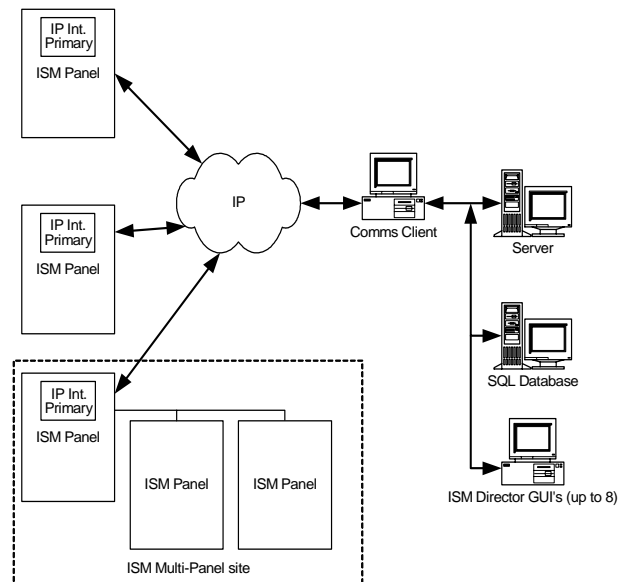 IP Int.
Primary
ISM Panel
IP Int.
Primary
ISM Panel
IP
Comms Client
Server
SQL Database
ISM Director GUI's (up to 8)
IP Int.
Primary
ISM Panel
ISM Panel
ISM Panel
ISM Multi-Panel site